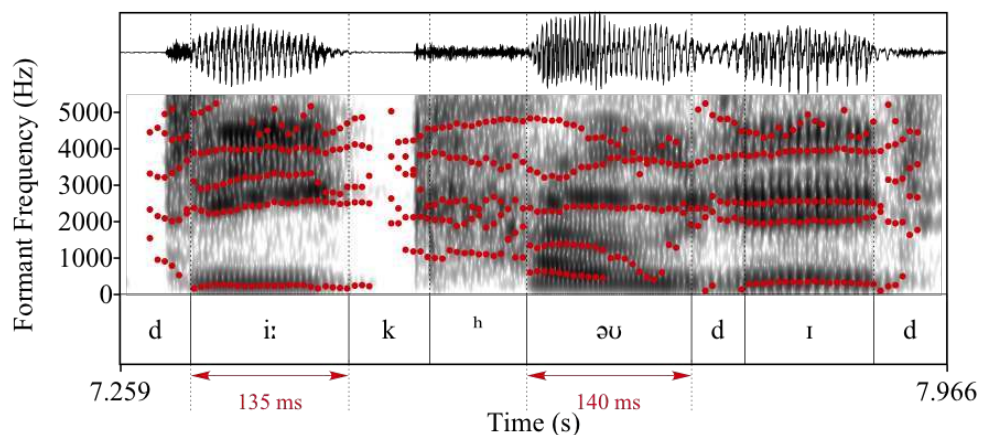 Formant Frequency (Hz)
5000
4000
3000
2000
1000
0
d iː k ʰ əʊ d ɪ d
7.259 135 ms 140 ms 7.966
Time (s)